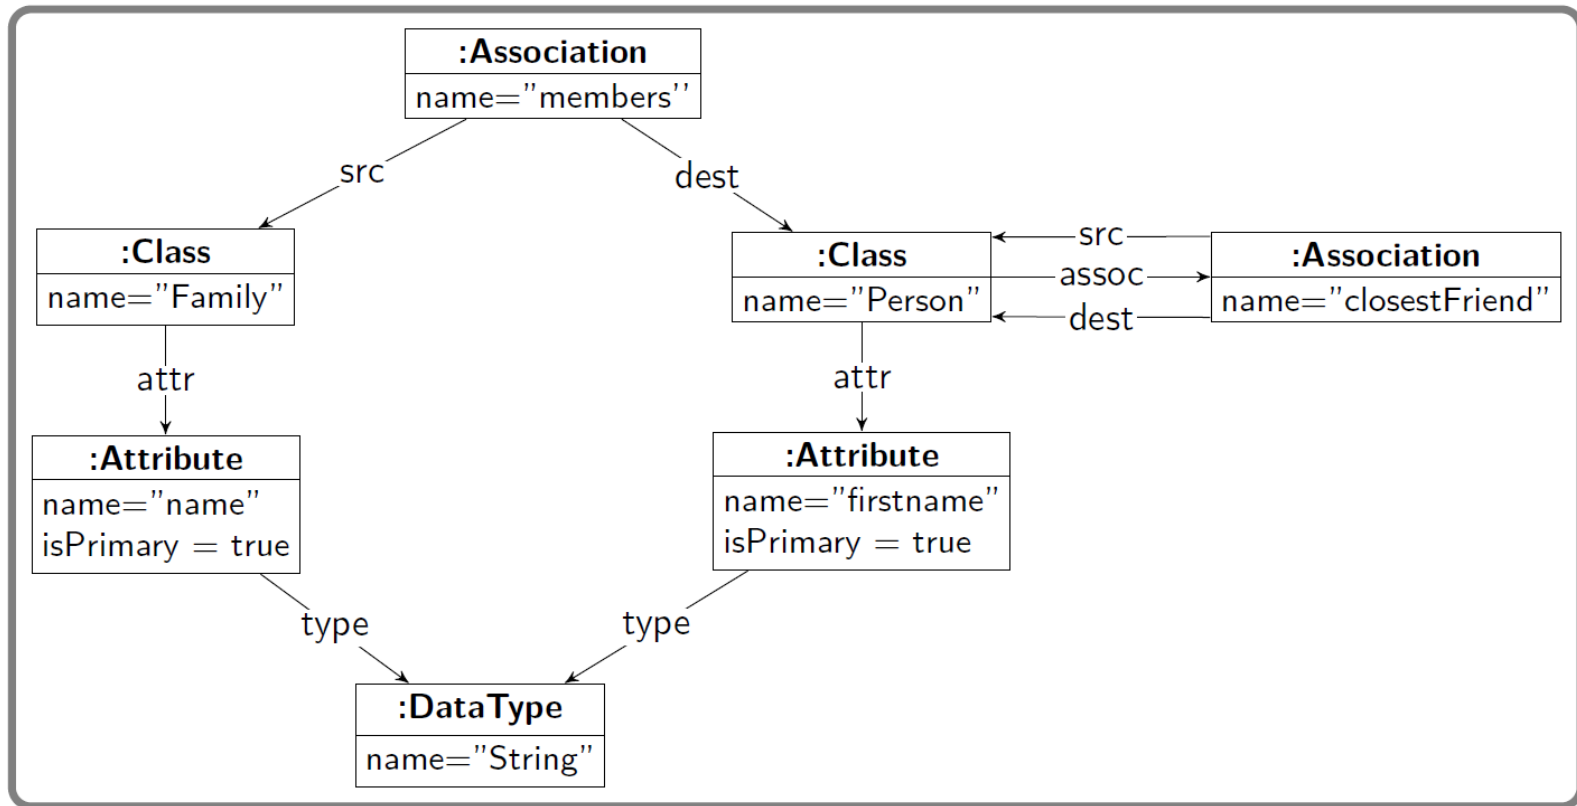 :Association
name="members''
src
dest
:Class
name="Family"
:Class
name="Person"
src
assoc
dest
:Association
name="closestFriend"
attr
attr
:Attribute
name="name"
isPrimary = true
:Attribute
name="firstname"
isPrimary = true
type
type
:DataType
name="String"